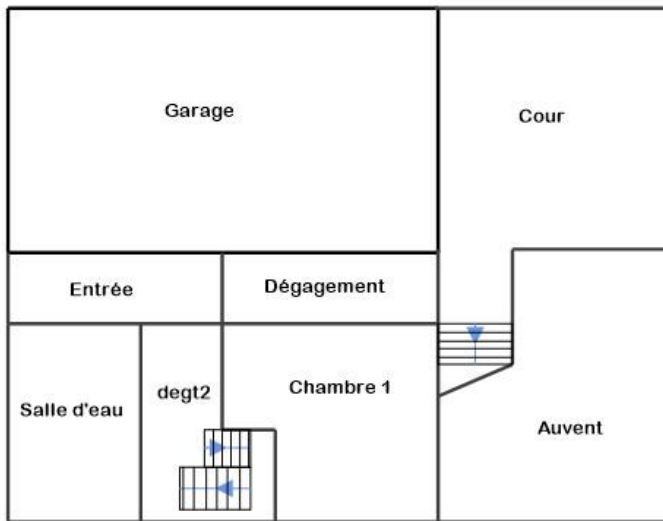 Garage
Cour
Entrée
Dégagement
Salle d'eau
degt2
Chambre 1
Auvent